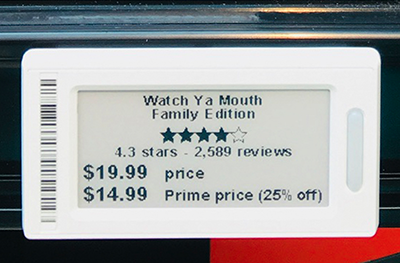 Watch Ya Mouth
Family Edition
4.3 stars - 2,589 reviews
$19.99 price
$14.99 Prime price (25% off)